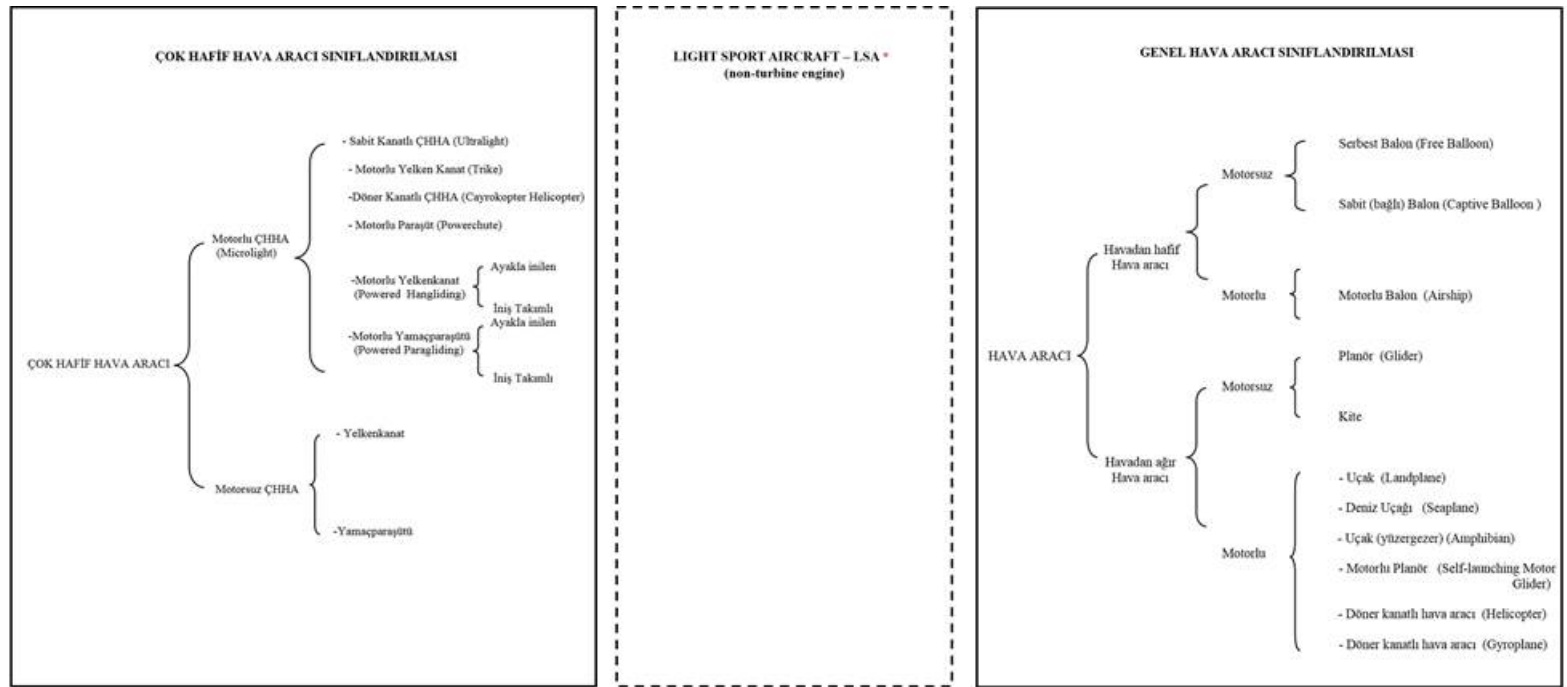 ÇOK HAFİF HAVA ARACI SINIFLANDIRILMASI
- Sabit Kanatlı ÇHHA (Ultralight)
- Motorlu Yelken Kanat (Trike)
-Döner Kanatlı ÇHHA (Cayrokopter Helicopter)
- Motorlu Paraşüt (Powerchute)
Motorlu ÇHHA
(Microlight)
-Motorlu Yelkenkanat
(Powered Hangliding)
Ayakla inilen
İniş Takımlı
-Motorlu Yamaçparaşütü
(Powered Paragliding)
Ayakla inilen
İniş Takımlı
ÇOK HAFİF HAVA ARACI
- Yelkenkanat
Motorsuz ÇHHA
-Yamaçparaşütü
LIGHT SPORT AIRCRAFT – LSA *
(non-turbine engine)
GENEL HAVA ARACI SINIFLANDIRILMASI
Serbest Balon (Free Balloon)
Motorsuz
Sabit (bağlı) Balon (Captive Balloon )
Havadan hafif
Hava aracı
Motorlu
Motorlu Balon (Airship)
HAVA ARACI
Planör (Glider)
Motorsuz
Kite
Havadan ağır
Hava aracı
- Uçak (Landplane)
- Deniz Uçağı (Seaplane)
- Uçak (yüzergezer) (Amphibian)
Motorlu
- Motorlu Planör (Self-launching Motor
Glider)
- Döner kanatlı hava aracı (Helicopter)
- Döner kanatlı hava aracı (Gyroplane)